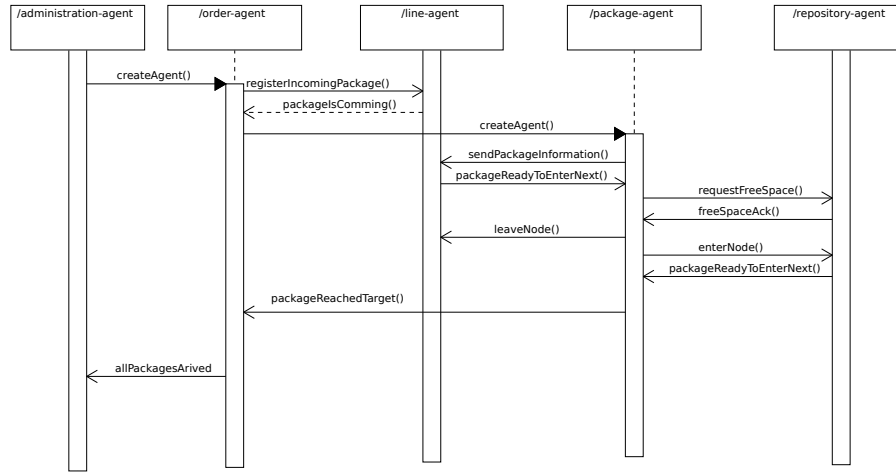 /administration-agent
/order-agent
/line-agent
/package-agent
/repository-agent
createAgent()
registerIncomingPackage()
packageIsComming()
createAgent()
sendPackageInformation()
packageReadyToEnterNext()
requestFreeSpace()
freeSpaceAck()
leaveNode()
enterNode()
packageReadyToEnterNext()
packageReachedTarget()
allPackagesArived